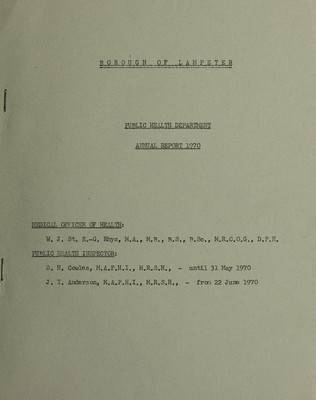 BOROUGH OF LAMPETER
PUBLIC HEALTH DEPARTMENT
ANNUAL REPORT 1970
MEDICAL OFFICER OF HEALTH:
W. J. St. E.-G. Rhys, M.A., M.B., B.S., B.Sc., M.R.C.O.G., D.P.H.
PUBLIC HEALTH INSPECTOR:
D. H. Cowles, M.A.P.H.I., M.R.S.H., - until 31 May 1970
J. T. Anderson, M.A.P.H.I., M.R.S.H., - from 22 June 1970